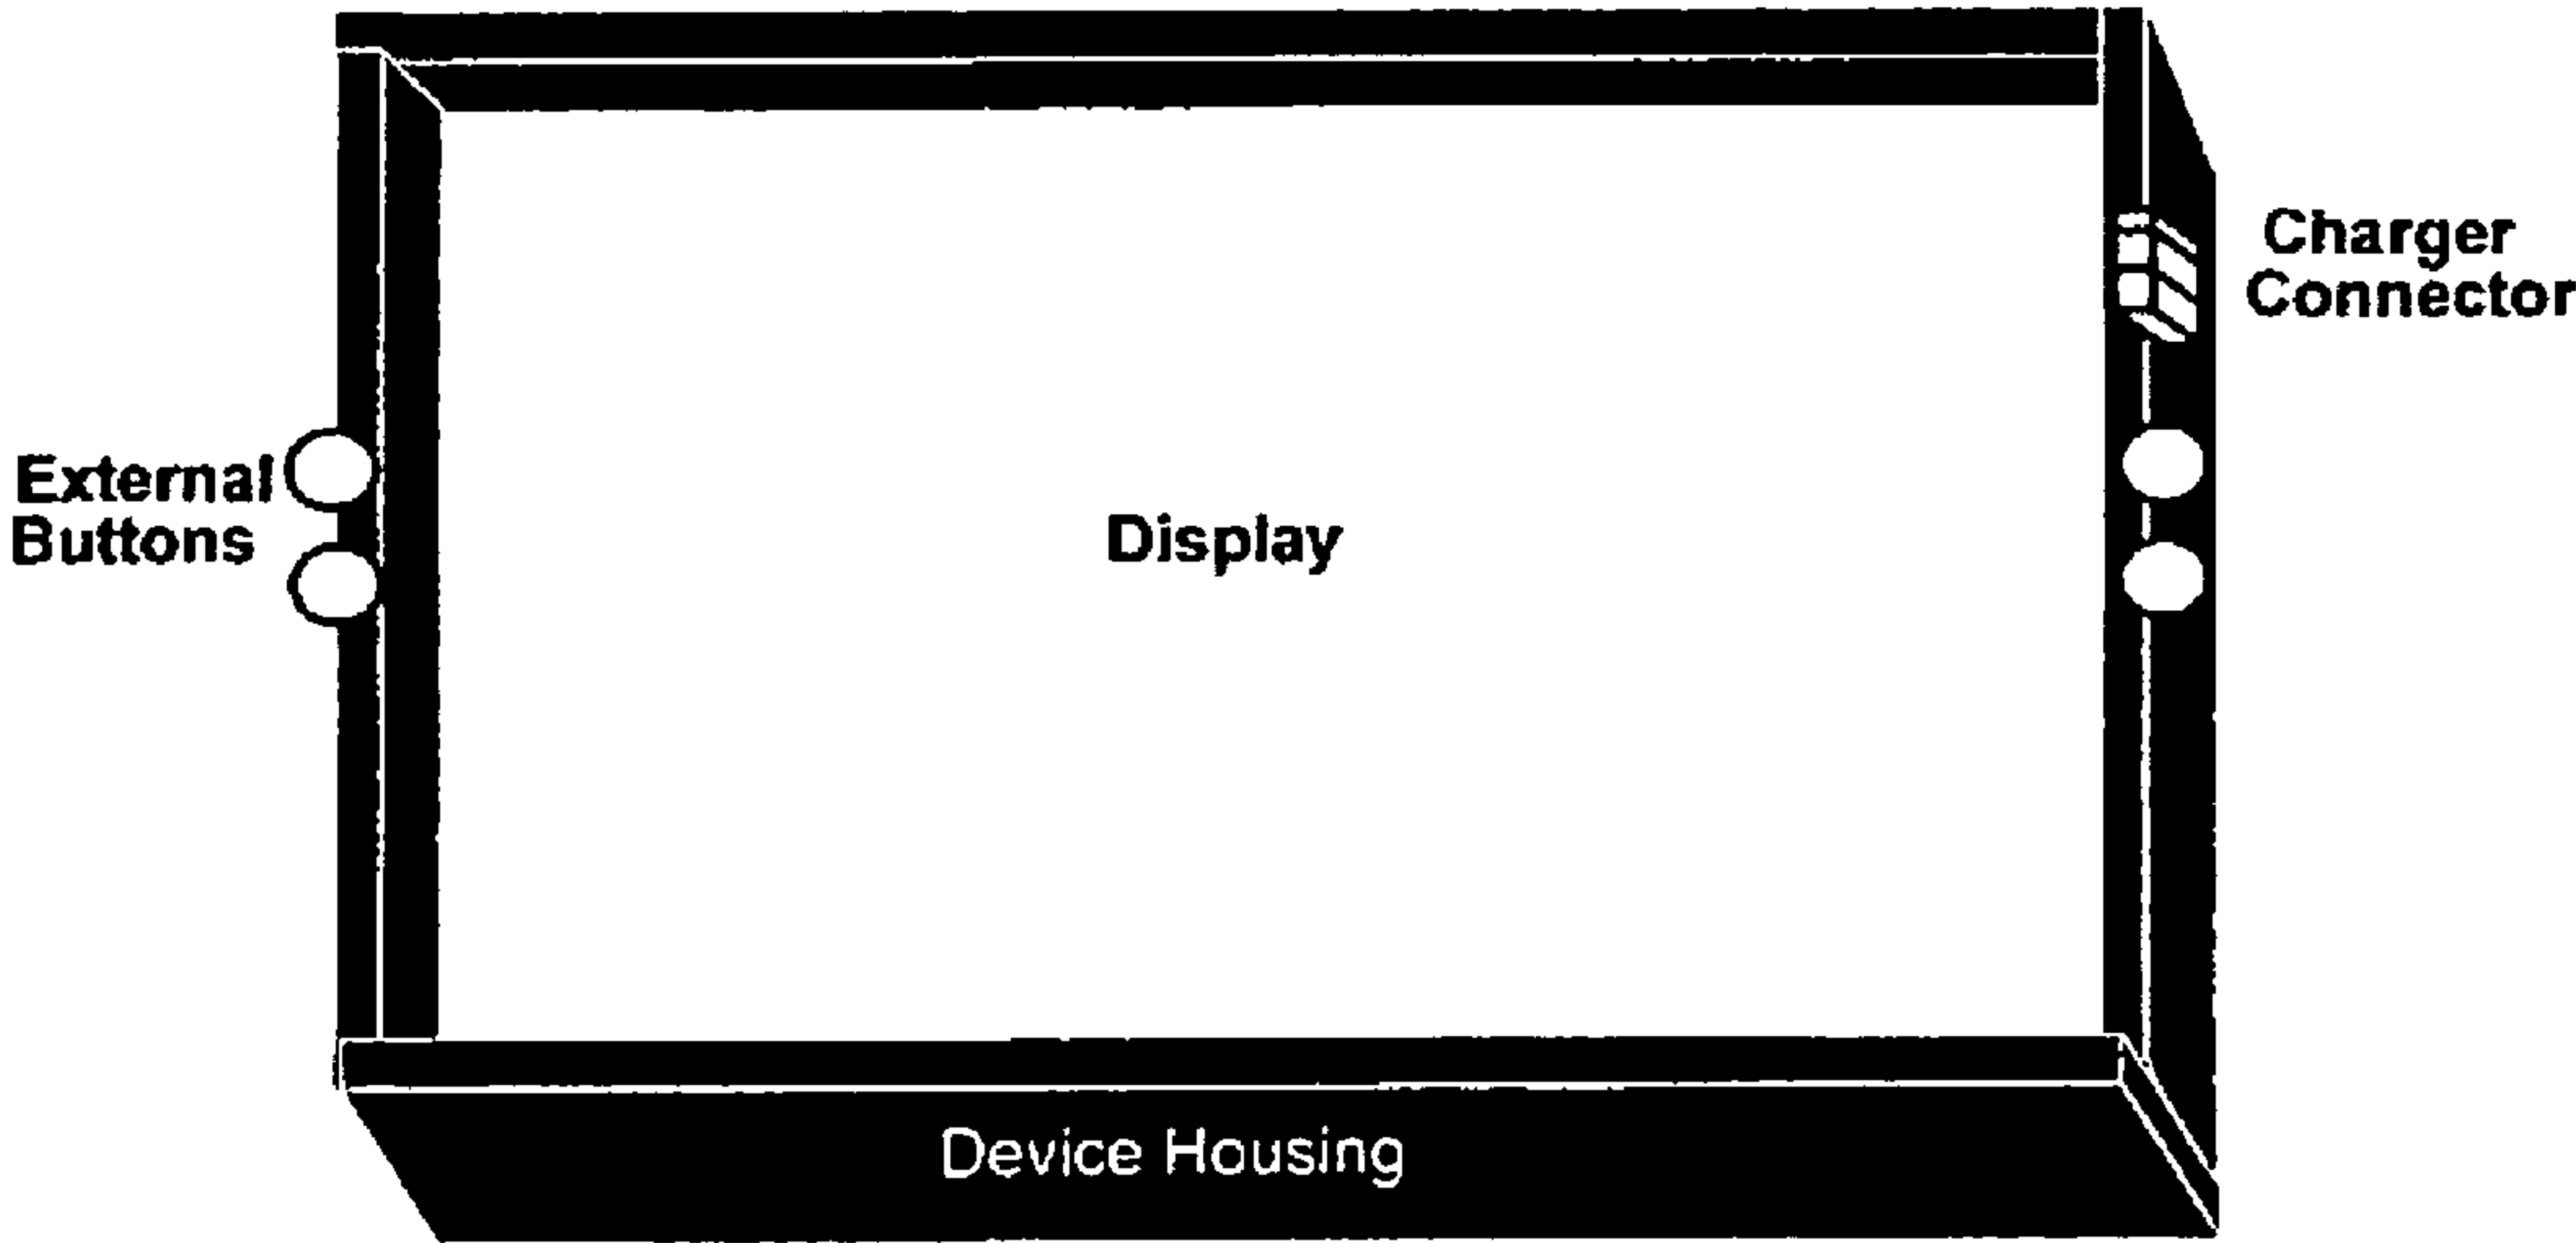 Charger
Connector
External
Buttons
Display
Device Housing